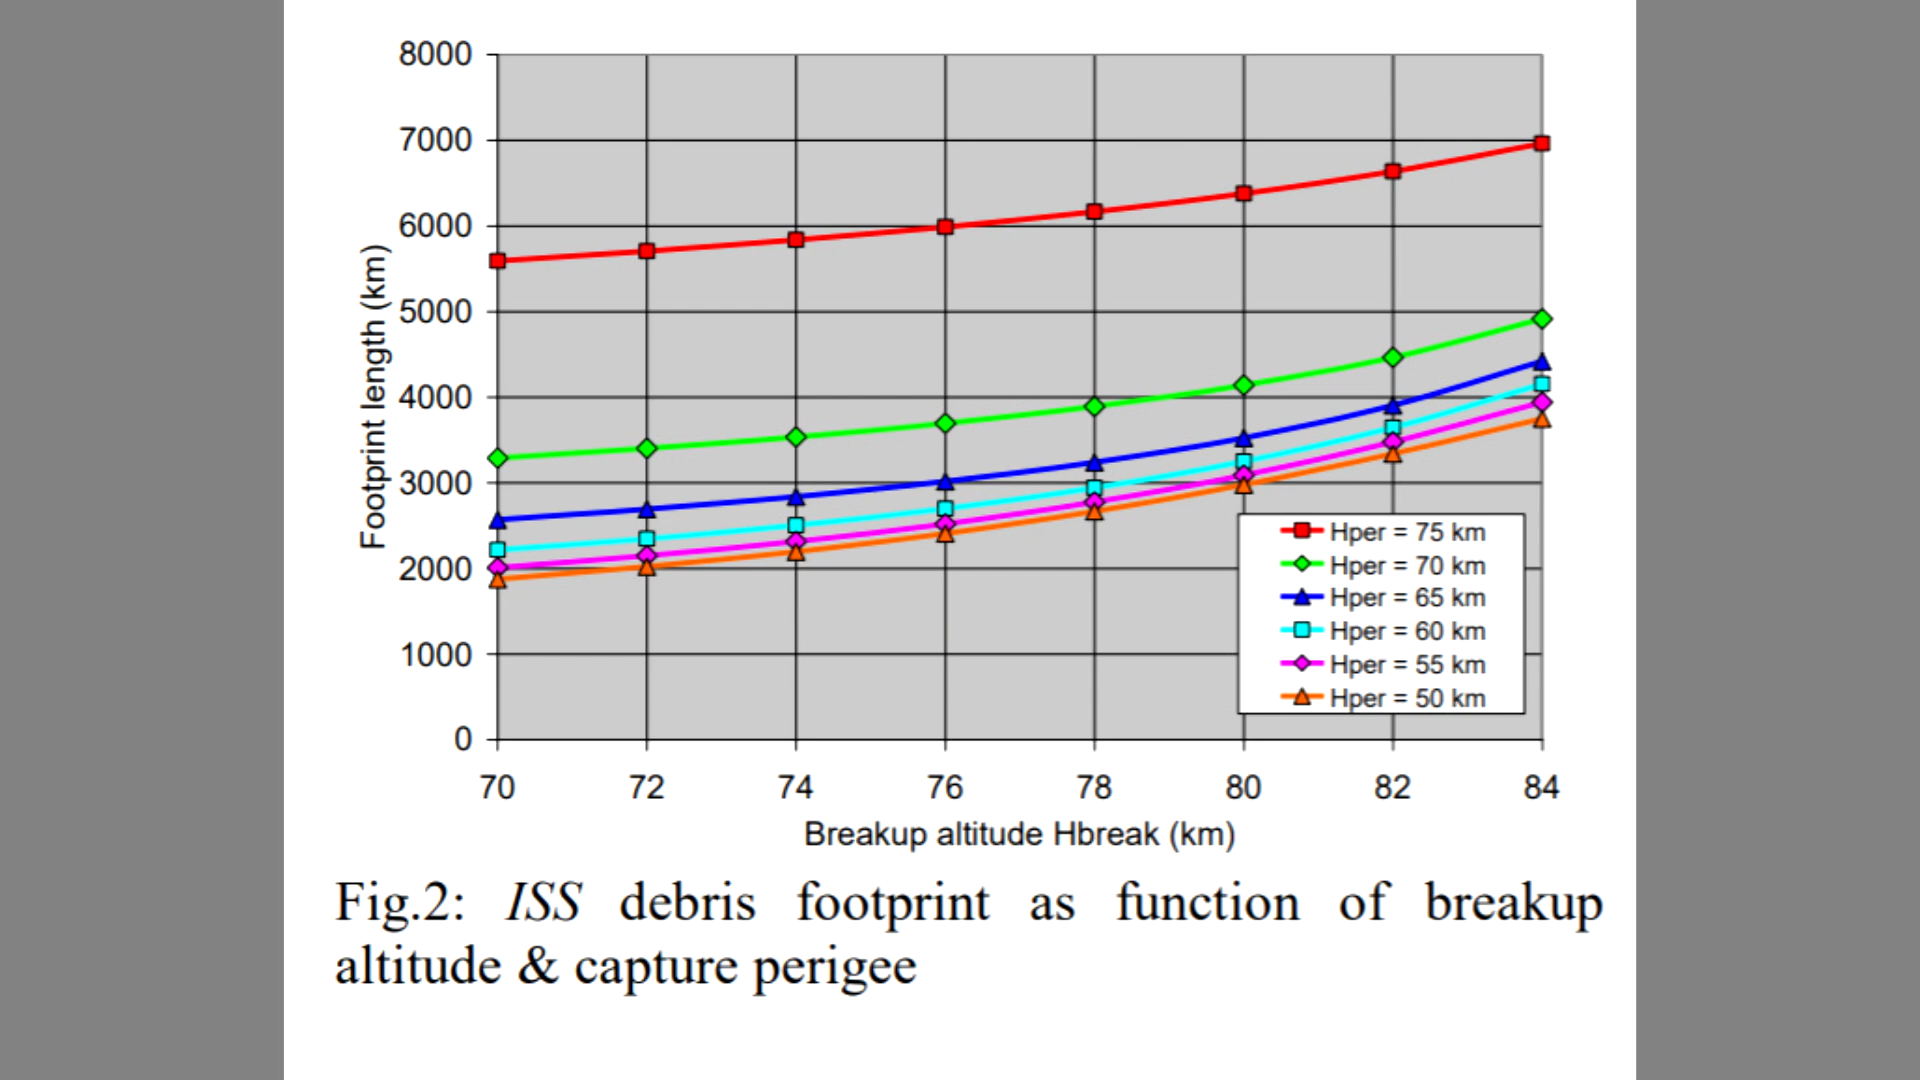 8000
7000
6000
5000
4000
3000
2000
1000
0
Footprint length (km)
Hper = 75 km
Hper = 70 km
Hper = 65 km
Hper = 60 km
Hper = 55 km
Hper = 50 km
70 72 74 76 78 80 82 84
Breakup altitude Hbreak (km)
Fig.2: ISS debris footprint as function of breakup
altitude & capture perigee